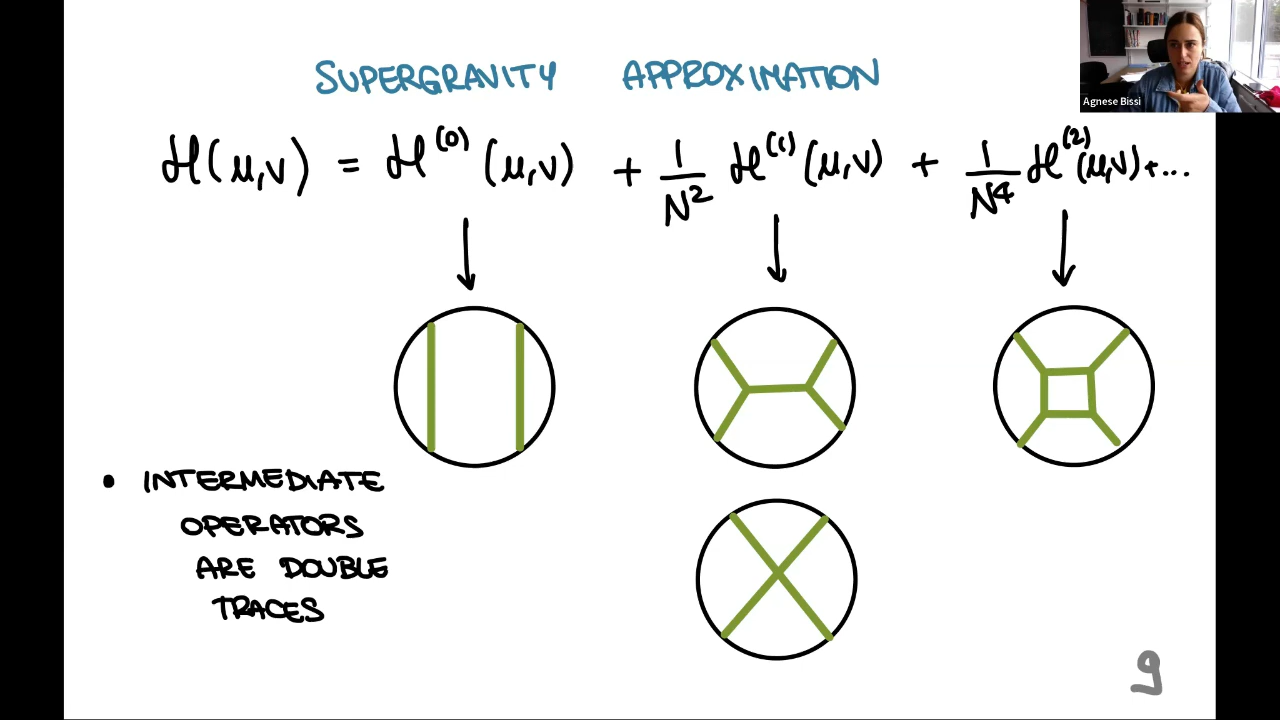 SUPERGRAVITY APPROXIMATION
Agnese Bissi
H(u,v) = H^(0) (u,v) + 1/N^2 H^(1) (u,v) + 1/N^4 H^(2) (u,v) + ...
• INTERMEDIATE
OPERATORS
ARE DOUBLE
TRACES
9